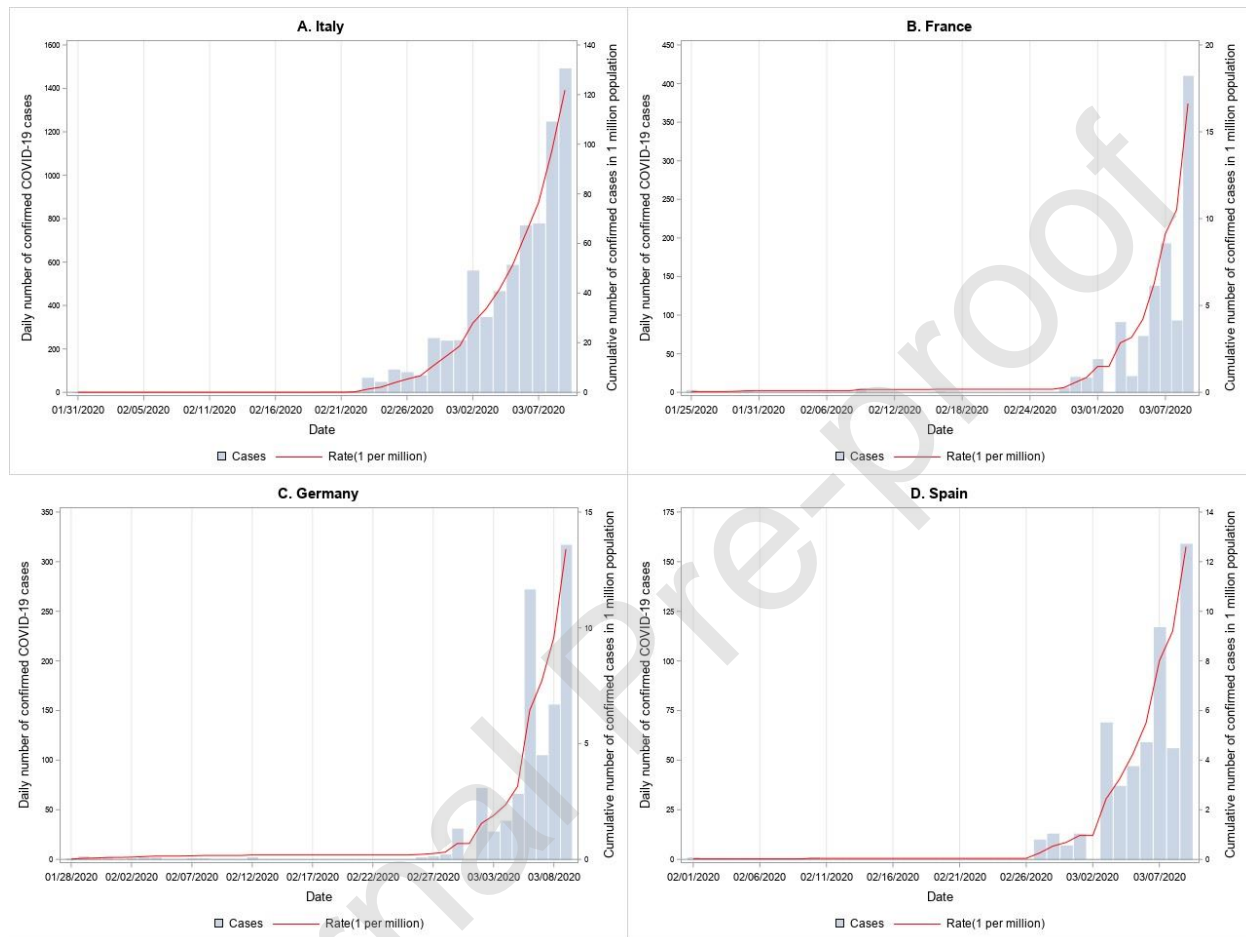 A. Italy
Daily number of confirmed COVID-19 cases
1600
1400
1200
1000
800
600
400
200
0
140
120
100
80
60
40
20
0
Cumulative number of confirmed cases in 1 million population
01/31/2020 02/05/2020 02/11/2020 02/16/2020 02/21/2020 02/26/2020 03/02/2020 03/07/2020
Date
Cases Rate(1 per million)
B. France
Daily number of confirmed COVID-19 cases
450
400
350
300
250
200
150
100
50
0
20
15
10
5
0
Cumulative number of confirmed cases in 1 million population
01/25/2020 01/31/2020 02/06/2020 02/12/2020 02/18/2020 02/24/2020 03/01/2020 03/07/2020
Date
Cases Rate(1 per million)
C. Germany
Daily number of confirmed COVID-19 cases
350
300
250
200
150
100
50
0
15
10
5
0
Cumulative number of confirmed cases in 1 million population
01/28/2020 02/02/2020 02/07/2020 02/12/2020 02/17/2020 02/22/2020 02/27/2020 03/03/2020 03/08/2020
Date
Cases Rate(1 per million)
D. Spain
Daily number of confirmed COVID-19 cases
175
150
125
100
75
50
25
0
14
12
10
8
6
4
2
0
Cumulative number of confirmed cases in 1 million population
02/01/2020 02/06/2020 02/11/2020 02/16/2020 02/21/2020 02/26/2020 03/02/2020 03/07/2020
Date
Cases Rate(1 per million)
nal Pre-proof